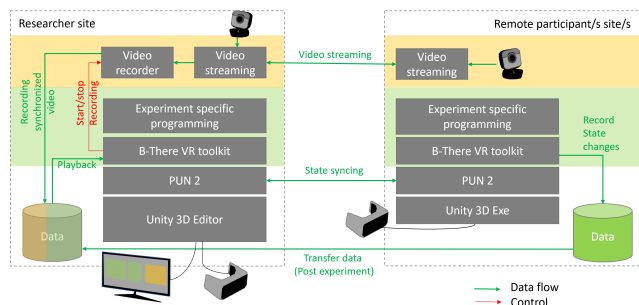 Researcher site
Remote participant/s site/s
Video
recorder
Video
streaming
Video streaming
Video
streaming
Recording
synchronized
video
Start/stop
Recording
Experiment specific
programming
Experiment specific
programming
Record
State
changes
B-There VR toolkit
B-There VR toolkit
Playback
PUN 2
State syncing
PUN 2
Unity 3D Editor
Unity 3D Exe
Data
Data
Transfer data
(Post experiment)
Data flow
Control